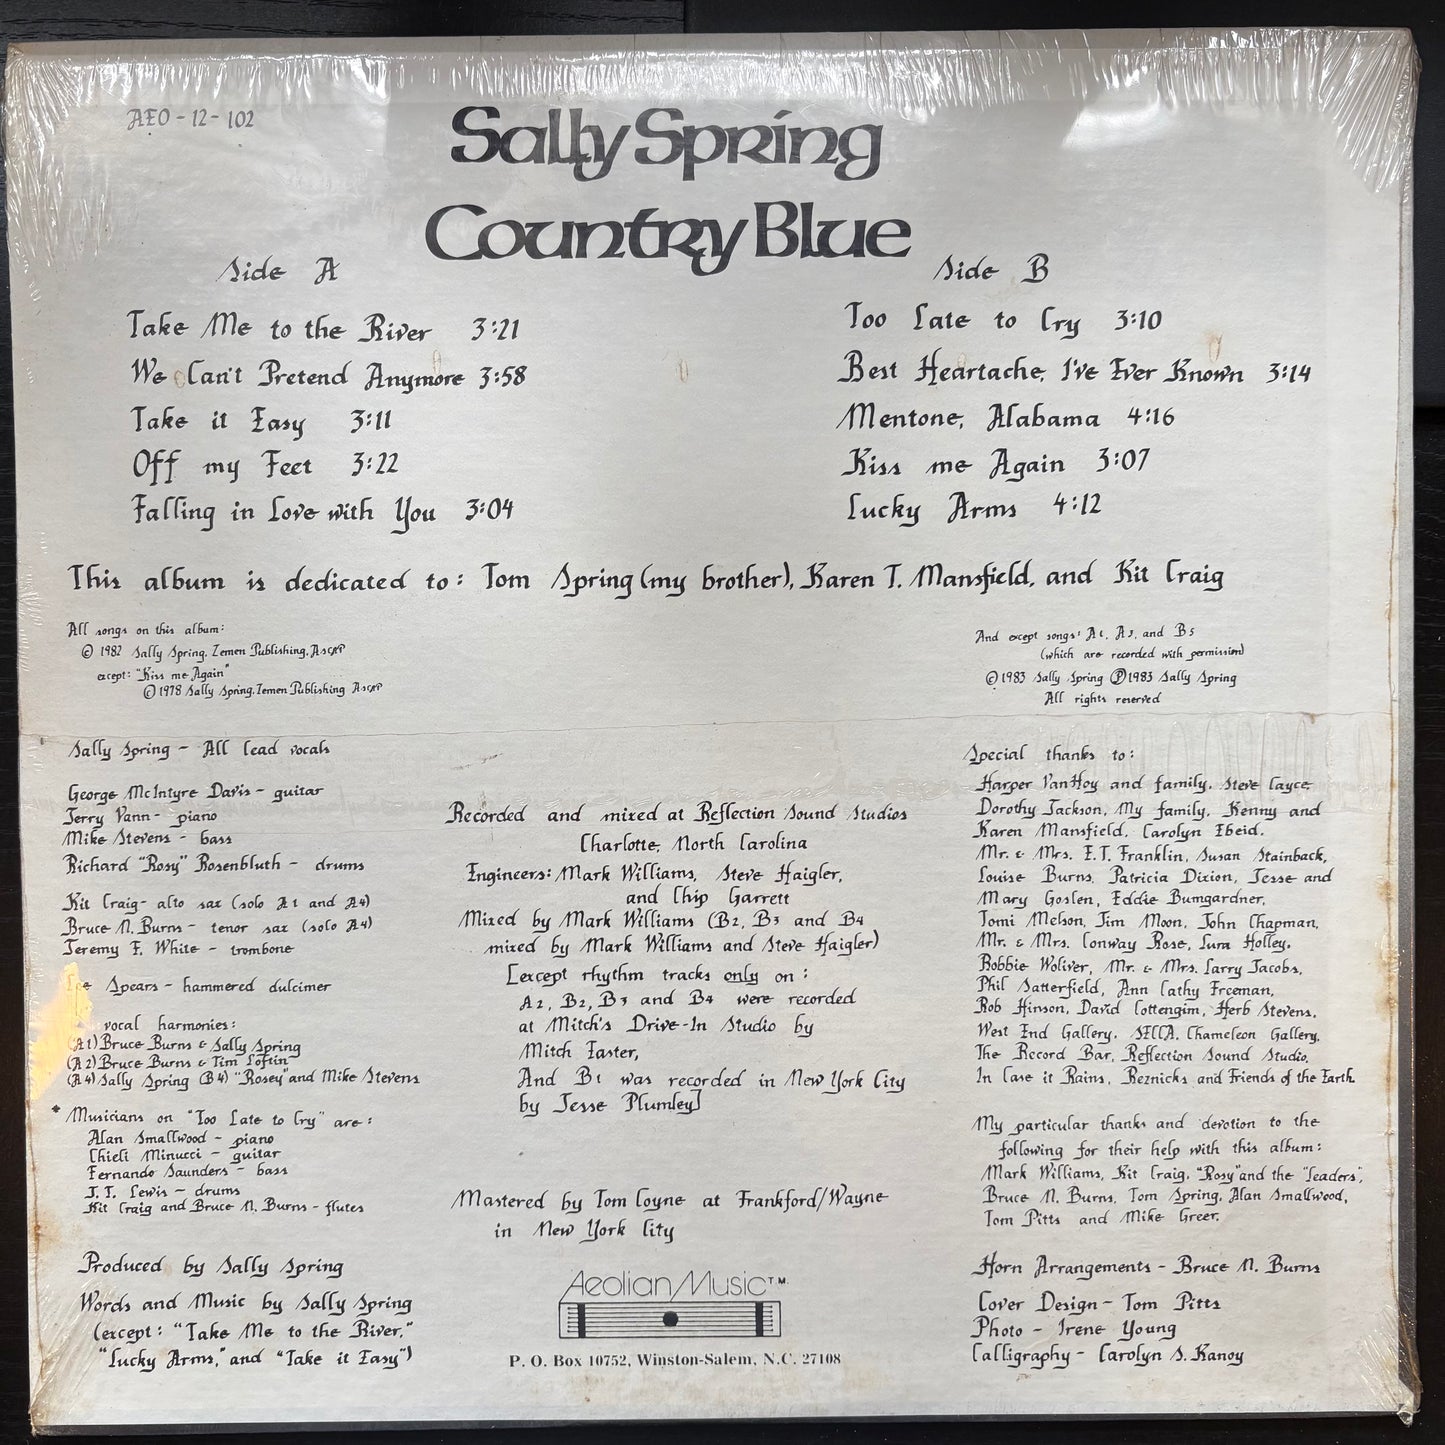 AEO-12-102
Sally Spring
Country Blue
Side A
Take Me to the River 3:21
We Can't Pretend Anymore 3:58
Take it Easy 3:11
Off my Feet 3:22
Falling in Love with You 3:04
Side B
Too Late to Cry 3:10
Best Heartache, I've Ever Known 3:14
Mentone, Alabama 4:16
Kiss me Again 3:07
Lucky Arms 4:12
This album is dedicated to: Tom Spring (my brother), Karen T. Mansfield, and Kit Craig
All songs on this album:
© 1982 Sally Spring, Zemen Publishing, ASCAP
except: "Kiss me Again"
© 1978 Sally Spring, Zemen Publishing ASCAP
And except songs: A1, A3, and B5
(which are recorded with permission)
© 1983 Sally Spring ℗ 1983 Sally Spring
All rights reserved
Sally Spring - All lead vocals
George McIntyre Davis - guitar
Jerry Vann - piano
Mike Stevens - bass
Richard "Rosy" Rosenbluth - drums
Kit Craig - alto sax (solo A1 and A4)
Bruce N. Burns - tenor sax (solo A4)
Jeremy F. White - trombone
Spears - hammered dulcimer
vocal harmonies:
(A1) Bruce Burns & Sally Spring
(A2) Bruce Burns & Tim Loftin
(A4) Sally Spring (B4) "Rosey" and Mike Stevens
* Musicians on "Too Late to Cry" are:
Alan Smallwood - piano
Chieli Minucci - guitar
Fernando Saunders - bass
J.T. Lewis - drums
Kit Craig and Bruce N. Burns - flutes
Produced by Sally Spring
Words and Music by Sally Spring
(except: "Take Me to the River,"
"Lucky Arms," and "Take it Easy")
Recorded and mixed at Reflection Sound Studios
Charlotte, North Carolina
Engineers: Mark Williams, Steve Haigler,
and Chip Garrett
Mixed by Mark Williams (B2, B3 and B4
mixed by Mark Williams and Steve Haigler)
[except rhythm tracks only on:
A2, B2, B3 and B4 were recorded
at Mitch's Drive-In Studio by
Mitch Easter,
And B1 was recorded in New York City
by Jesse Plumley]
Mastered by Tom Coyne at Frankford/Wayne
in New York City
Aeolian Music T.M.
P. O. Box 10752, Winston-Salem, N.C. 27108
Special thanks to:
Harper VanHoy and family, Steve Cayce,
Dorothy Jackson, My family, Kenny and
Karen Mansfield, Carolyn Ebeid,
Mr. & Mrs. E.T. Franklin, Susan Stainback,
Louise Burns, Patricia Dixion, Jesse and
Mary Goslen, Eddie Bumgardner,
Tomi Melson, Jim Moon, John Chapman,
Mr. & Mrs. Conway Rose, Lura Holley,
Robbie Woliver, Mr. & Mrs. Larry Jacobs,
Phil Satterfield, Ann Cathy Freeman,
Rob Hinson, David Cottengim, Herb Stevens,
West End Gallery, SECCA, Chameleon Gallery,
The Record Bar, Reflection Sound Studio,
In Case it Rains, Reznicks and Friends of the Earth.
My particular thanks and devotion to the
following for their help with this album:
Mark Williams, Kit Craig, "Rosy" and the "Leaders",
Bruce N. Burns, Tom Spring, Alan Smallwood,
Tom Pitts and Mike Greer.
Horn Arrangements - Bruce N. Burns
Cover Design - Tom Pitts
Photo - Irene Young
Calligraphy - Carolyn S. Kanoy